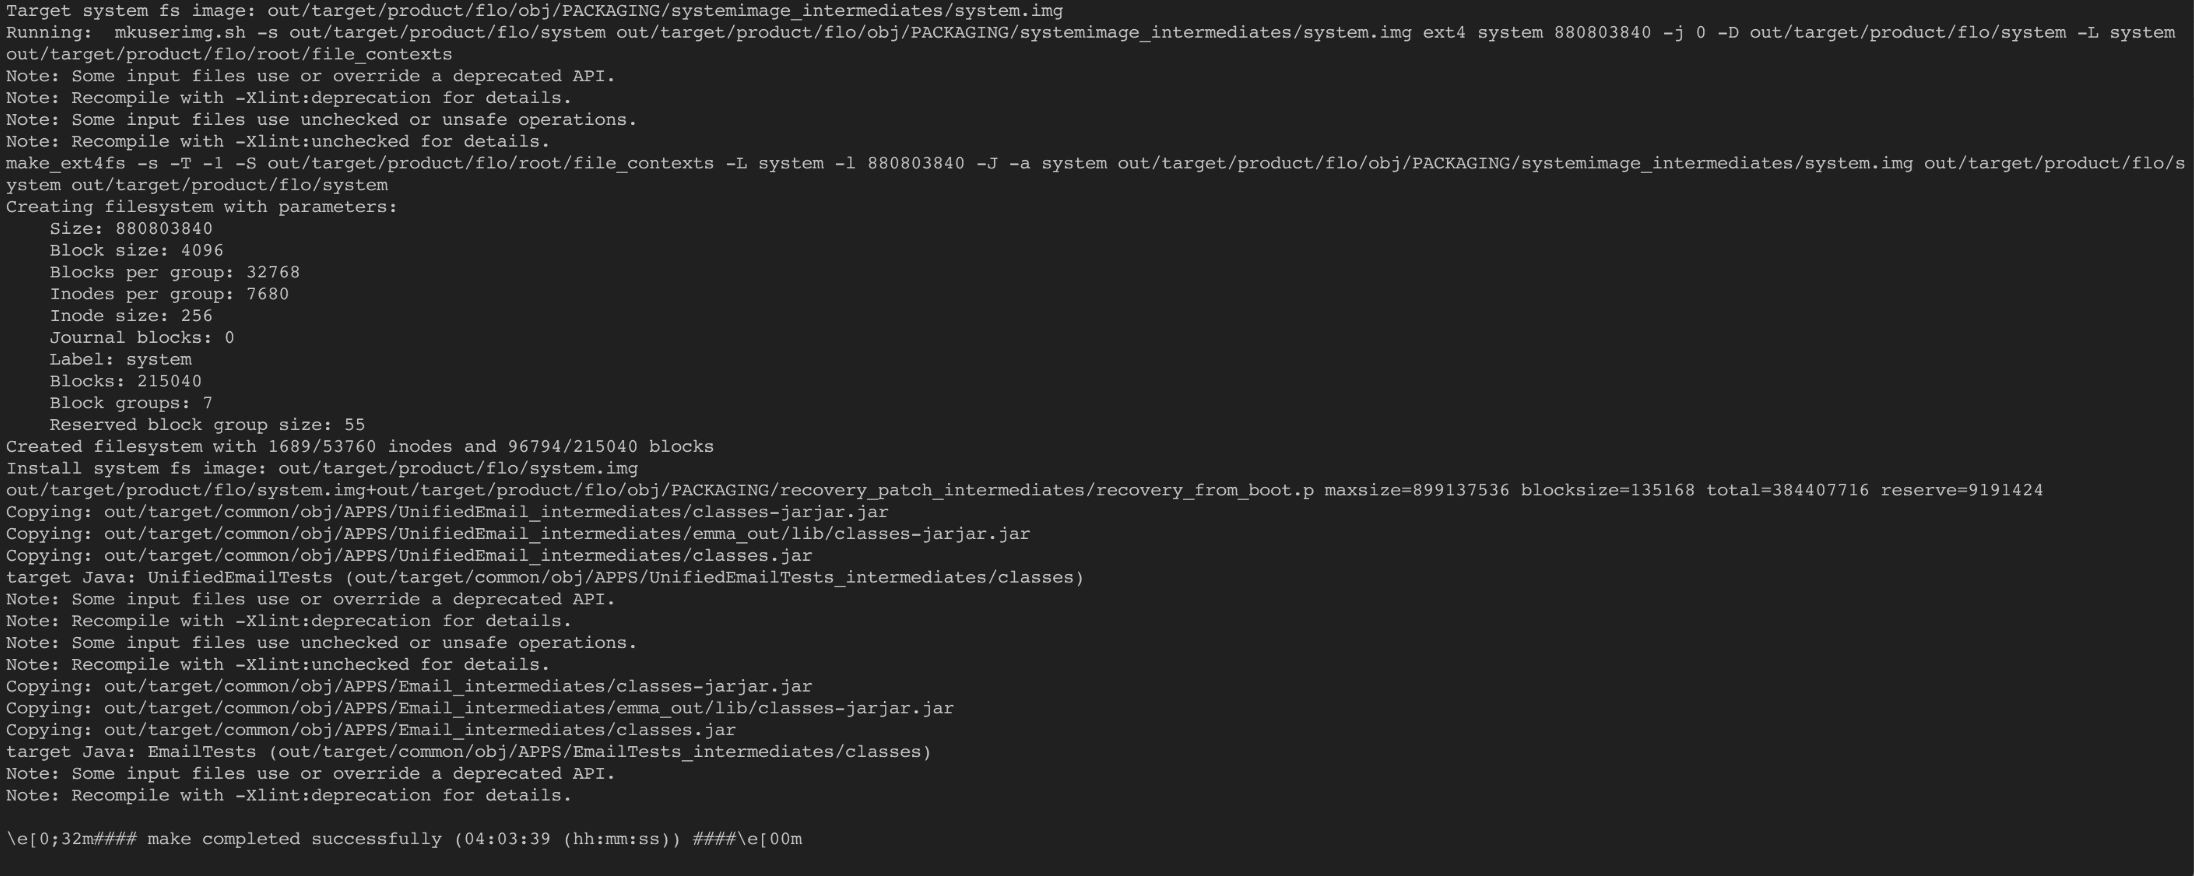 Target system fs image: out/target/product/flo/obj/PACKAGING/systemimage_intermediates/system.img
Running:  mkuserimg.sh -s out/target/product/flo/system out/target/product/flo/obj/PACKAGING/systemimage_intermediates/system.img ext4 system 880803840 -j 0 -D out/target/product/flo/system -L system
out/target/product/flo/root/file_contexts
Note: Some input files use or override a deprecated API.
Note: Recompile with -Xlint:deprecation for details.
Note: Some input files use unchecked or unsafe operations.
Note: Recompile with -Xlint:unchecked for details.
make_ext4fs -s -T -1 -S out/target/product/flo/root/file_contexts -L system -l 880803840 -J -a system out/target/product/flo/obj/PACKAGING/systemimage_intermediates/system.img out/target/product/flo/s
ystem out/target/product/flo/system
Creating filesystem with parameters:
    Size: 880803840
    Block size: 4096
    Blocks per group: 32768
    Inodes per group: 7680
    Inode size: 256
    Journal blocks: 0
    Label: system
    Blocks: 215040
    Block groups: 7
    Reserved block group size: 55
Created filesystem with 1689/53760 inodes and 96794/215040 blocks
Install system fs image: out/target/product/flo/system.img
out/target/product/flo/system.img+out/target/product/flo/obj/PACKAGING/recovery_patch_intermediates/recovery_from_boot.p maxsize=899137536 blocksize=135168 total=384407716 reserve=9191424
Copying: out/target/common/obj/APPS/UnifiedEmail_intermediates/classes-jarjar.jar
Copying: out/target/common/obj/APPS/UnifiedEmail_intermediates/emma_out/lib/classes-jarjar.jar
Copying: out/target/common/obj/APPS/UnifiedEmail_intermediates/classes.jar
target Java: UnifiedEmailTests (out/target/common/obj/APPS/UnifiedEmailTests_intermediates/classes)
Note: Some input files use or override a deprecated API.
Note: Recompile with -Xlint:deprecation for details.
Note: Some input files use unchecked or unsafe operations.
Note: Recompile with -Xlint:unchecked for details.
Copying: out/target/common/obj/APPS/Email_intermediates/classes-jarjar.jar
Copying: out/target/common/obj/APPS/Email_intermediates/emma_out/lib/classes-jarjar.jar
Copying: out/target/common/obj/APPS/Email_intermediates/classes.jar
target Java: EmailTests (out/target/common/obj/APPS/EmailTests_intermediates/classes)
Note: Some input files use or override a deprecated API.
Note: Recompile with -Xlint:deprecation for details.

\e[0;32m#### make completed successfully (04:03:39 (hh:mm:ss)) ####\e[00m